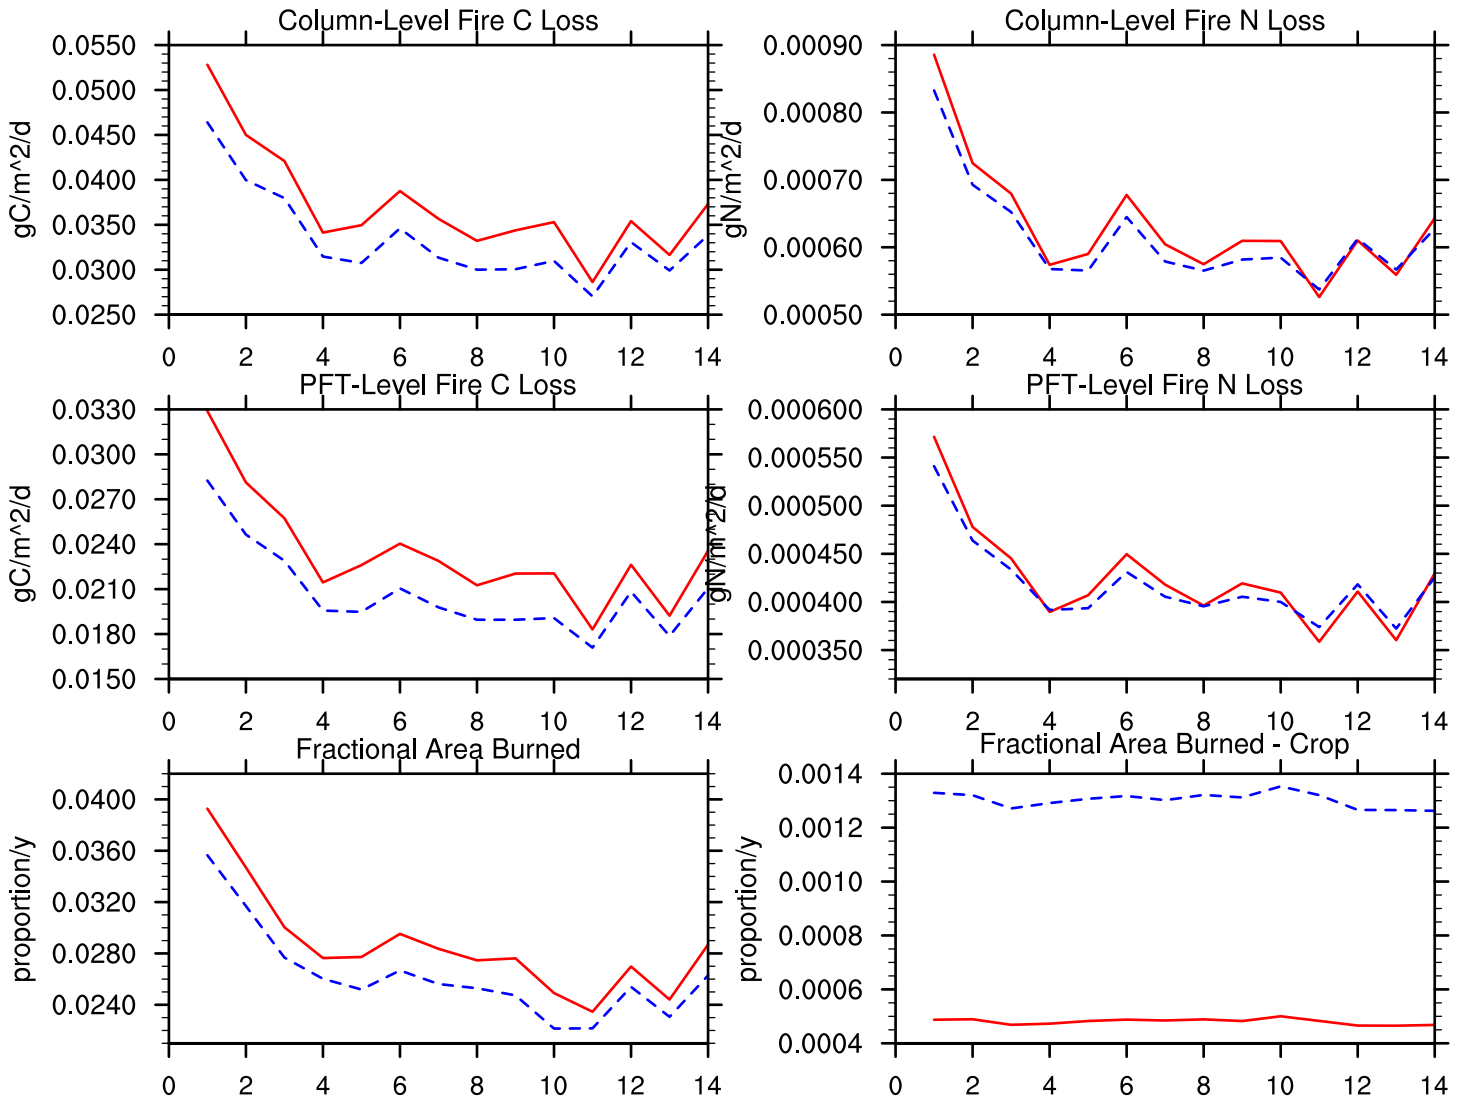 Column-Level Fire C Loss
gC/m^2/d
0.0550
0.0500
0.0450
0.0400
0.0350
0.0300
0.0250
0 2 4 6 8 10 12 14
Column-Level Fire N Loss
gN/m^2/d
0.00090
0.00080
0.00070
0.00060
0.00050
0 2 4 6 8 10 12 14
PFT-Level Fire C Loss
gC/m^2/d
0.0330
0.0300
0.0270
0.0240
0.0210
0.0180
0.0150
0 2 4 6 8 10 12 14
PFT-Level Fire N Loss
gN/m^2/d
0.000600
0.000550
0.000500
0.000450
0.000400
0.000350
0 2 4 6 8 10 12 14
Fractional Area Burned
proportion/y
0.0400
0.0360
0.0320
0.0280
0.0240
0 2 4 6 8 10 12 14
Fractional Area Burned - Crop
proportion/y
0.0014
0.0012
0.0010
0.0008
0.0006
0.0004
0 2 4 6 8 10 12 14